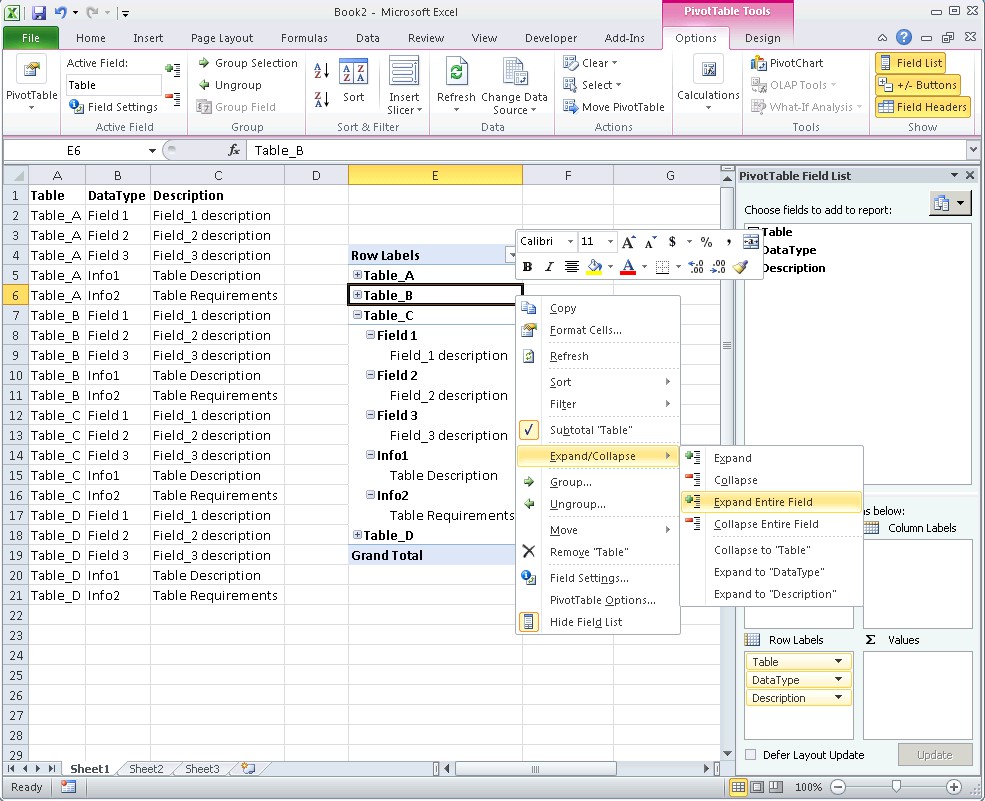 Book2 - Microsoft Excel
PivotTable Tools
File Home Insert Page Layout Formulas Data Review View Developer Add-Ins Options Design
PivotTable
Active Field:
Table
Field Settings
Active Field
Group Selection
Ungroup
Group Field
Group
Sort
Insert Slicer
Sort & Filter
Refresh
Change Data Source
Data
Clear
Select
Move PivotTable
Actions
Calculations
PivotChart
OLAP Tools
What-If Analysis
Tools
Field List
+/- Buttons
Field Headers
Show
E6
fx
Table_B
A B C D E F G
1 Table DataType Description
2 Table_A Field 1 Field_1 description
3 Table_A Field 2 Field_2 description
4 Table_A Field 3 Field_3 description Row Labels
5 Table_A Info1 Table Description Table_A
6 Table_A Info2 Table Requirements Table_B
7 Table_B Field 1 Field_1 description Table_C
8 Table_B Field 2 Field_2 description Field 1
9 Table_B Field 3 Field_3 description Field_1 description
10 Table_B Info1 Table Description Field 2
11 Table_B Info2 Table Requirements Field_2 description
12 Table_C Field 1 Field_1 description Field 3
13 Table_C Field 2 Field_2 description Field_3 description
14 Table_C Field 3 Field_3 description Info1
15 Table_C Info1 Table Description Table Description
16 Table_C Info2 Table Requirements Info2
17 Table_D Field 1 Field_1 description Table Requirements
18 Table_D Field 2 Field_2 description Table_D
19 Table_D Field 3 Field_3 description Grand Total
20 Table_D Info1 Table Description
21 Table_D Info2 Table Requirements
22
23
24
25
26
27
28
29
Calibri 11 A A $ % ,
B I A .00 .00
Copy
Format Cells...
Refresh
Sort
Filter
Subtotal "Table"
Expand/Collapse
Group...
Ungroup...
Move
Remove "Table"
Field Settings...
PivotTable Options...
Hide Field List
Expand
Collapse
Expand Entire Field
Collapse Entire Field
Collapse to "Table"
Expand to "DataType"
Expand to "Description"
PivotTable Field List
Choose fields to add to report:
Table
DataType
Description
s below:
Column Labels
Row Labels
Σ Values
Table
DataType
Description
Defer Layout Update
Update
Sheet1 Sheet2 Sheet3
Ready
100%